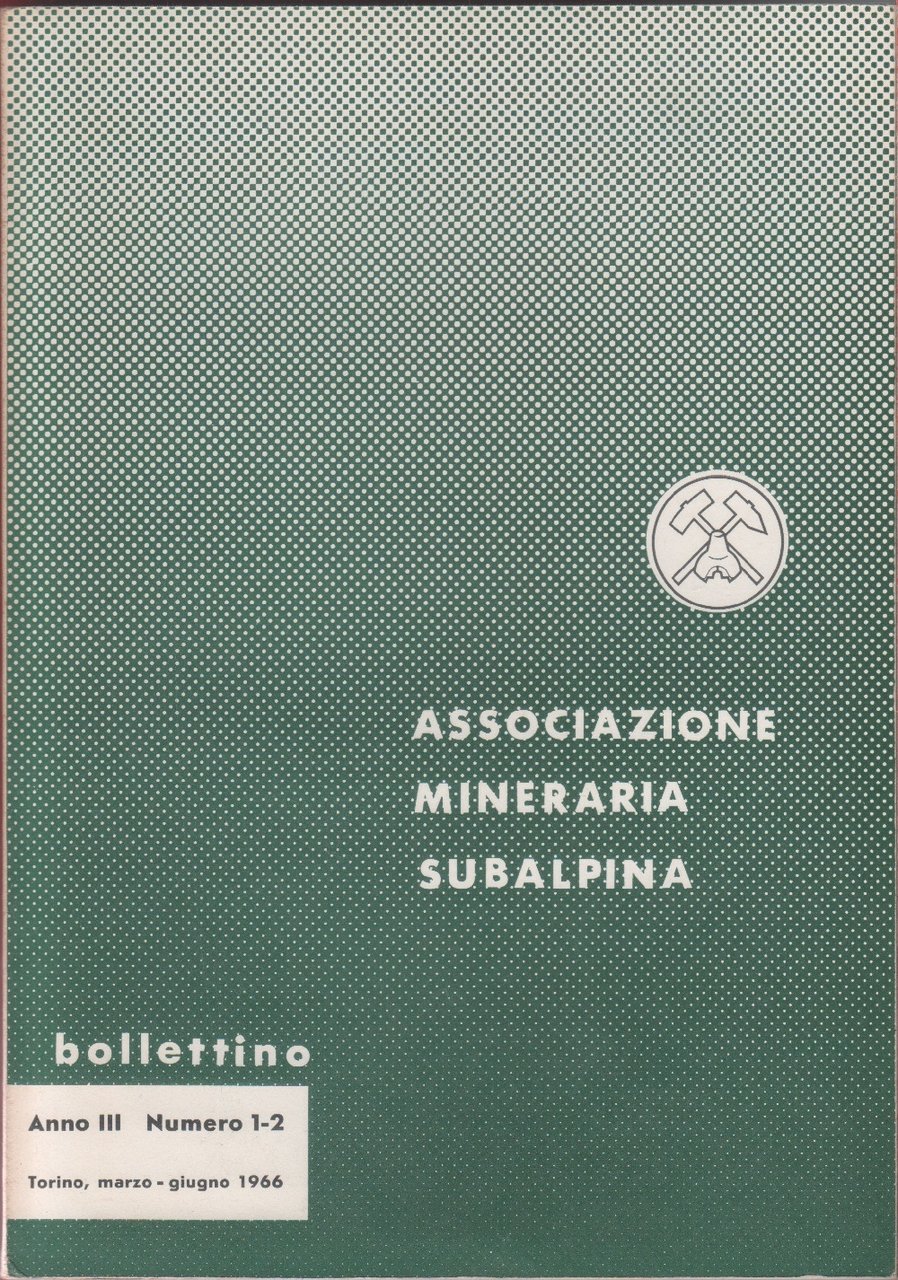 ASSOCIAZIONE
MINERARIA
SUBALPINA
bollettino
Anno III Numero 1-2
Torino, marzo - giugno 1966